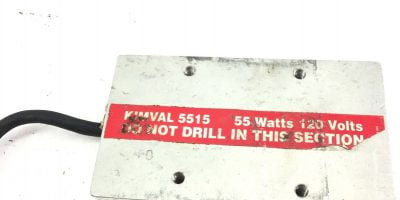 KIMVAL 5515 55 Watts 120 Volts
DO NOT DRILL IN THIS SECTION